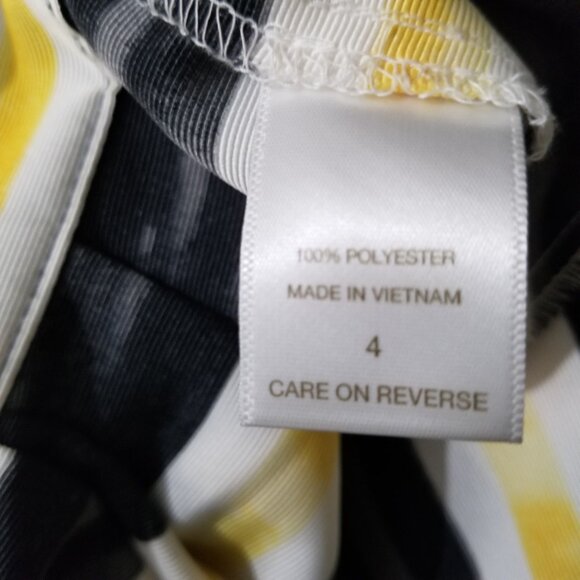 100% POLYESTER
MADE IN VIETNAM
4
CARE ON REVERSE